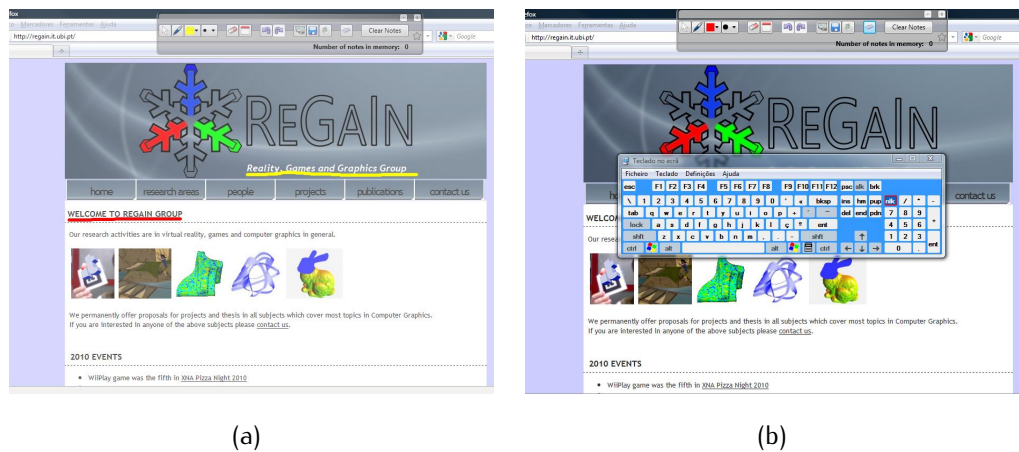 efox
Marcadores Ferramentas Ajuda
http://regain.it.ubi.pt/
Clear Notes
Google
Number of notes in memory: 0
REGAIN
Reality, Games and Graphics Group
home research areas people projects publications contact us
WELCOME TO REGAIN GROUP
Our research activities are in virtual reality, games and computer graphics in general.
We permanently offer proposals for projects and thesis in all subjects which cover most topics in Computer Graphics.
If you are interested in anyone of the above subjects please contact us.
2010 EVENTS
• WiiPlay game was the fifth in XNA Pizza Night 2010
(a)
efox
Marcadores Ferramentas Ajuda
http://regain.it.ubi.pt/
Clear Notes
Google
Number of notes in memory: 0
REGAIN
Teclado no ecrã
Ficheiro Teclado Definições Ajuda
esc F1 F2 F3 F4 F5 F6 F7 F8 F9 F10 F11 F12 psc slk brk
\ 1 2 3 4 5 6 7 8 9 0 ' « bksp ins hm pup nlk / * -
tab q w e r t y u i o p + ´ ~ del end pdn 7 8 9 +
lock a s d f g h j k l ç º ent 4 5 6
shft z x c v b n m , . - shft ↑ 1 2 3 ent
ctrl alt alt ctrl ← ↓ → 0 .
contact us
WELCOM
Our resea
We permanently offer proposals for projects and thesis in all subjects which cover most topics in Computer Graphics.
If you are interested in anyone of the above subjects please contact us.
2010 EVENTS
• WiiPlay game was the fifth in XNA Pizza Night 2010
(b)